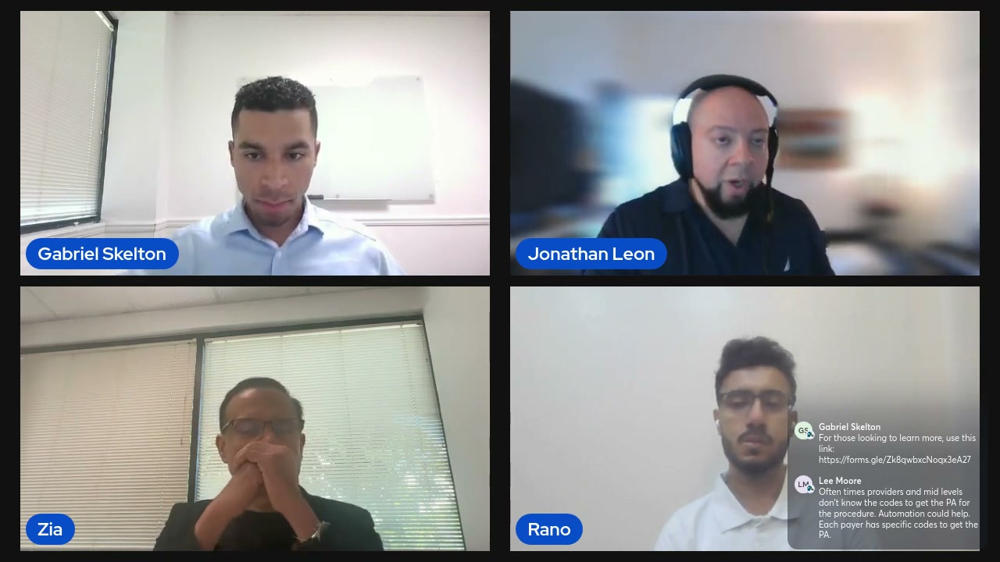 Gabriel Skelton
Jonathan Leon
Zia
Rano
GS
Gabriel Skelton
For those looking to learn more, use this
link:
https://forms.gle/Zk8qwbxcNoqx3eA27
LM
Lee Moore
Often times providers and mid levels
don't know the codes to get the PA for
the procedure. Automation could help.
Each payer has specific codes to get the
PA.